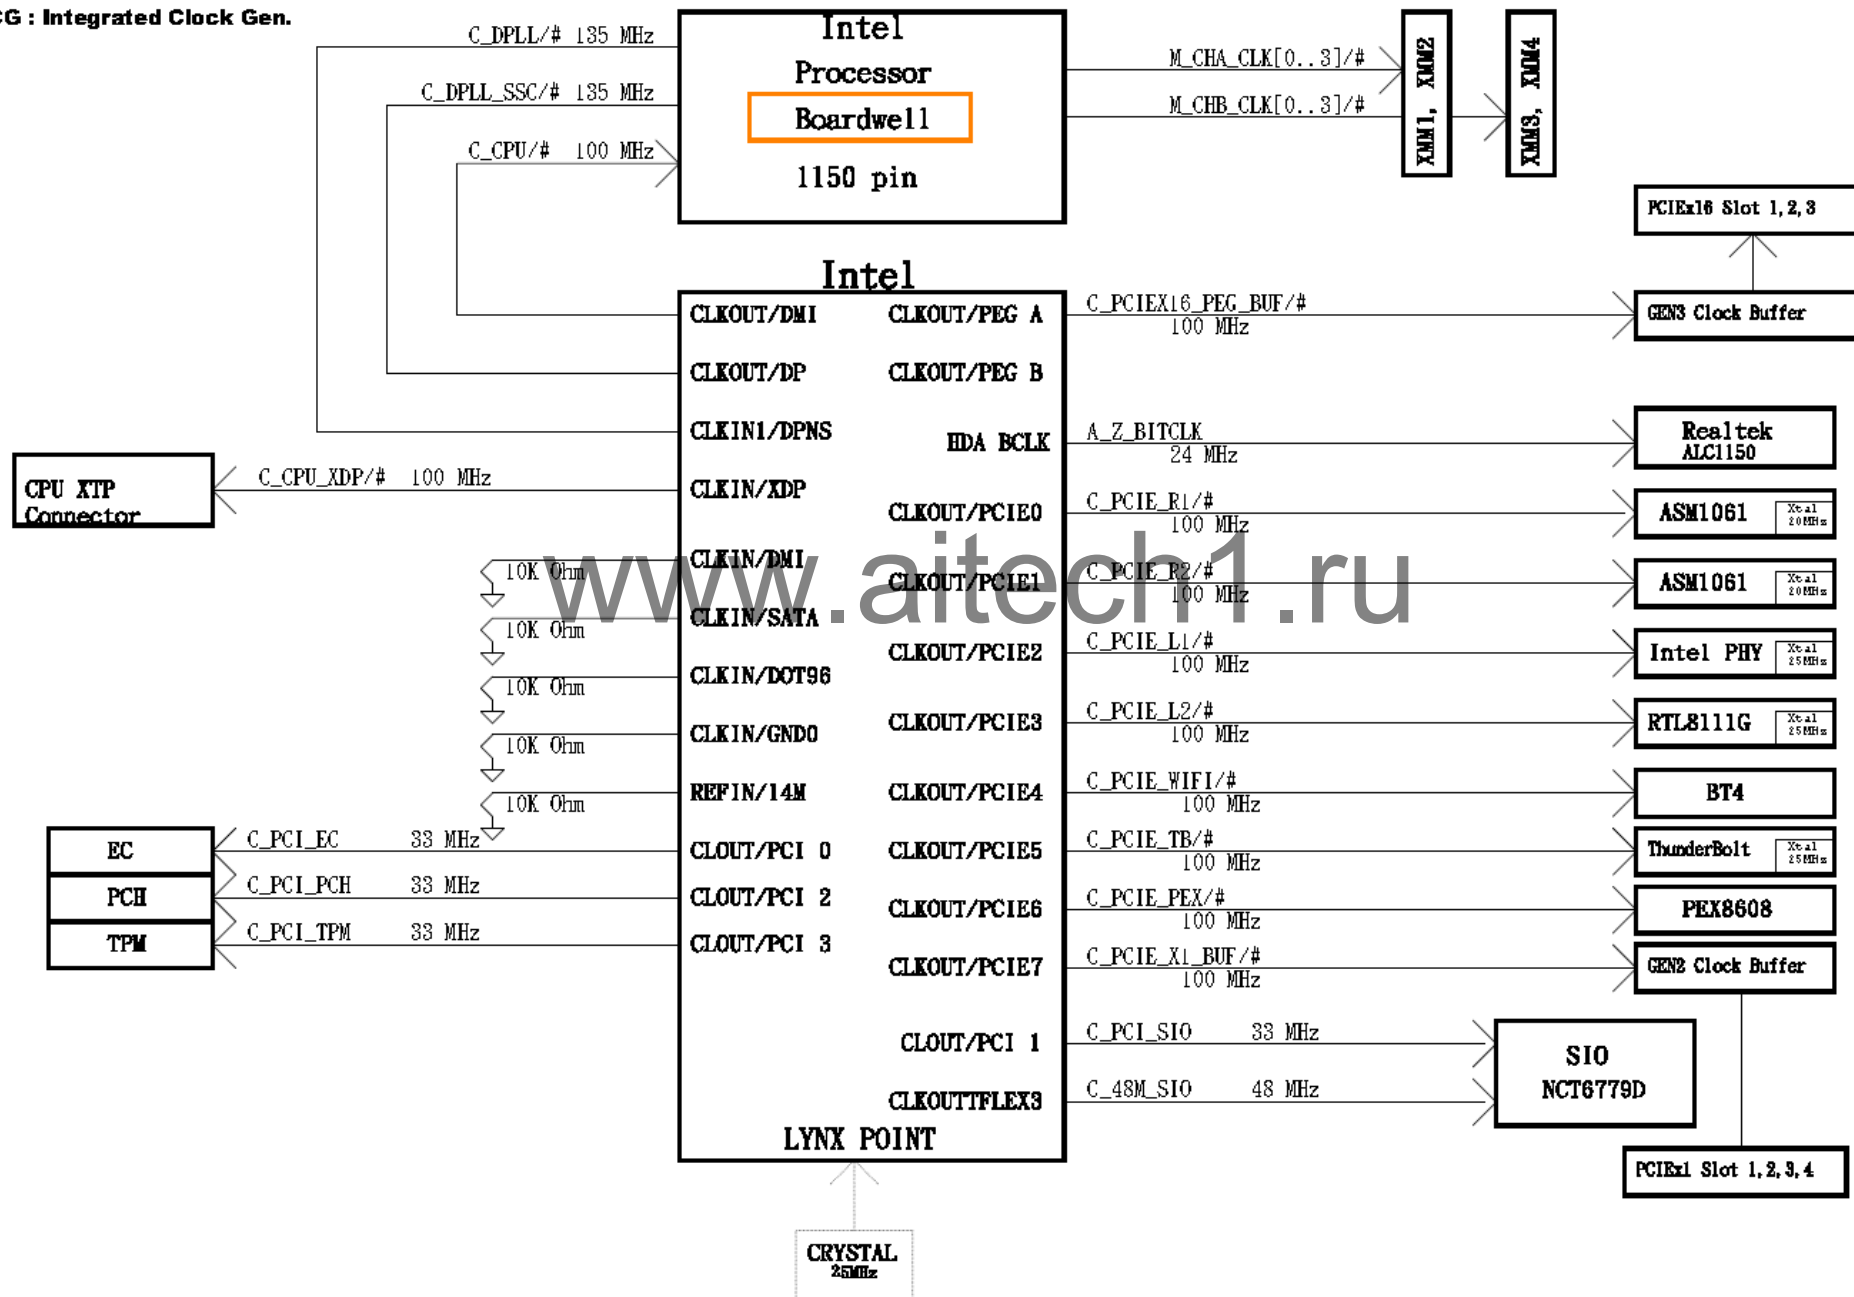 CG : Integrated Clock Gen.
C_DPLL/# 135 MHz
C_DPLL_SSC/# 135 MHz
C_CPU/# 100 MHz
Intel
Processor
Boardwell
1150 pin
M_CHA_CLK[0..3]/#
M_CHB_CLK[0..3]/#
XMM1, XMM2
XMM3, XMM4
PCIEx16 Slot 1,2,3
GEN3 Clock Buffer
Intel
CLKOUT/DMI
CLKOUT/DP
CLKIN1/DPNS
CLKIN/XDP
CLKIN/DMI
CLKIN/SATA
CLKIN/DOT96
CLKIN/GND0
REFIN/14M
CLOUT/PCI 0
CLOUT/PCI 2
CLOUT/PCI 3
CLKOUT/PEG A
CLKOUT/PEG B
HDA BCLK
CLKOUT/PCIE0
CLKOUT/PCIE1
CLKOUT/PCIE2
CLKOUT/PCIE3
CLKOUT/PCIE4
CLKOUT/PCIE5
CLKOUT/PCIE6
CLKOUT/PCIE7
CLOUT/PCI 1
CLKOUTTFLEX3
LYNX POINT
CPU XTP
Connector
C_CPU_XDP/# 100 MHz
10K Ohm
10K Ohm
10K Ohm
10K Ohm
10K Ohm
EC
C_PCI_EC 33 MHz
PCH
C_PCI_PCH 33 MHz
TPM
C_PCI_TPM 33 MHz
C_PCIEX16_PEG_BUF/#
100 MHz
A_Z_BITCLK
24 MHz
Realtek
ALC1150
C_PCIE_R1/#
100 MHz
ASM1061
Xtal
20MHz
C_PCIE_R2/#
100 MHz
ASM1061
Xtal
20MHz
C_PCIE_L1/#
100 MHz
Intel PHY
Xtal
25MHz
C_PCIE_L2/#
100 MHz
RTL8111G
Xtal
25MHz
C_PCIE_WIFI/#
100 MHz
BT4
C_PCIE_TB/#
100 MHz
ThunderBolt
Xtal
25MHz
C_PCIE_PEX/#
100 MHz
PEX8608
C_PCIE_X1_BUF/#
100 MHz
GEN2 Clock Buffer
C_PCI_SIO 33 MHz
C_48M_SIO 48 MHz
SIO
NCT6779D
PCIEx1 Slot 1,2,3,4
CRYSTAL
25MHz
www.aitech1.ru